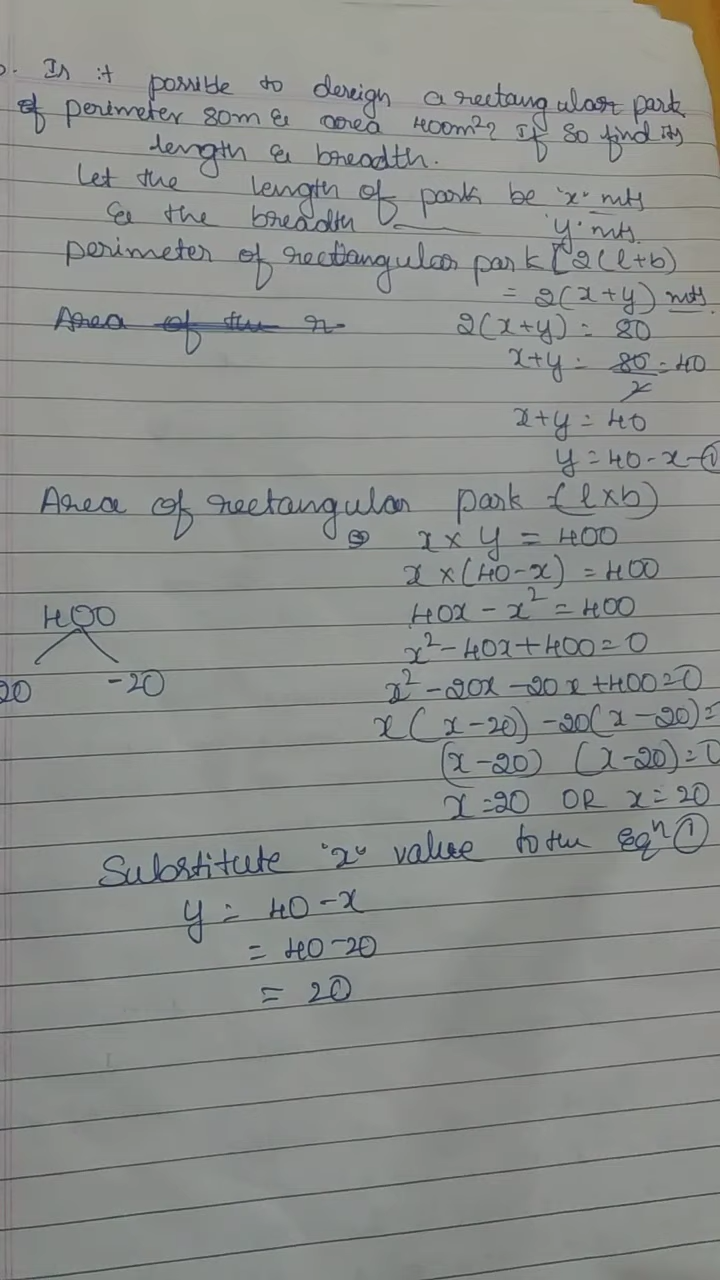 Is it possible to design a rectangular park
of perimeter 80m & area 400m²? If so find its
length & breadth.
Let the length of park be "x" mts
& the breadth ——— "y" mts.
perimeter of rectangular park [2(l+b)
= 2(x+y) mts
Area of the r
2(x+y) = 80
x+y = 80/2 = 40
x+y = 40
y = 40-x-①
Area of rectangular park (l×b)
x × y = 400
x × (40-x) = 400
40x - x² = 400
400
x² - 40x + 400 = 0
20 -20
x² - 20x - 20x + 400 = 0
x(x-20) - 20(x-20) =
(x-20) (x-20) = 0
x = 20 OR x = 20
Substitute "x" value to the eqn ①
y = 40-x
= 40-20
= 20